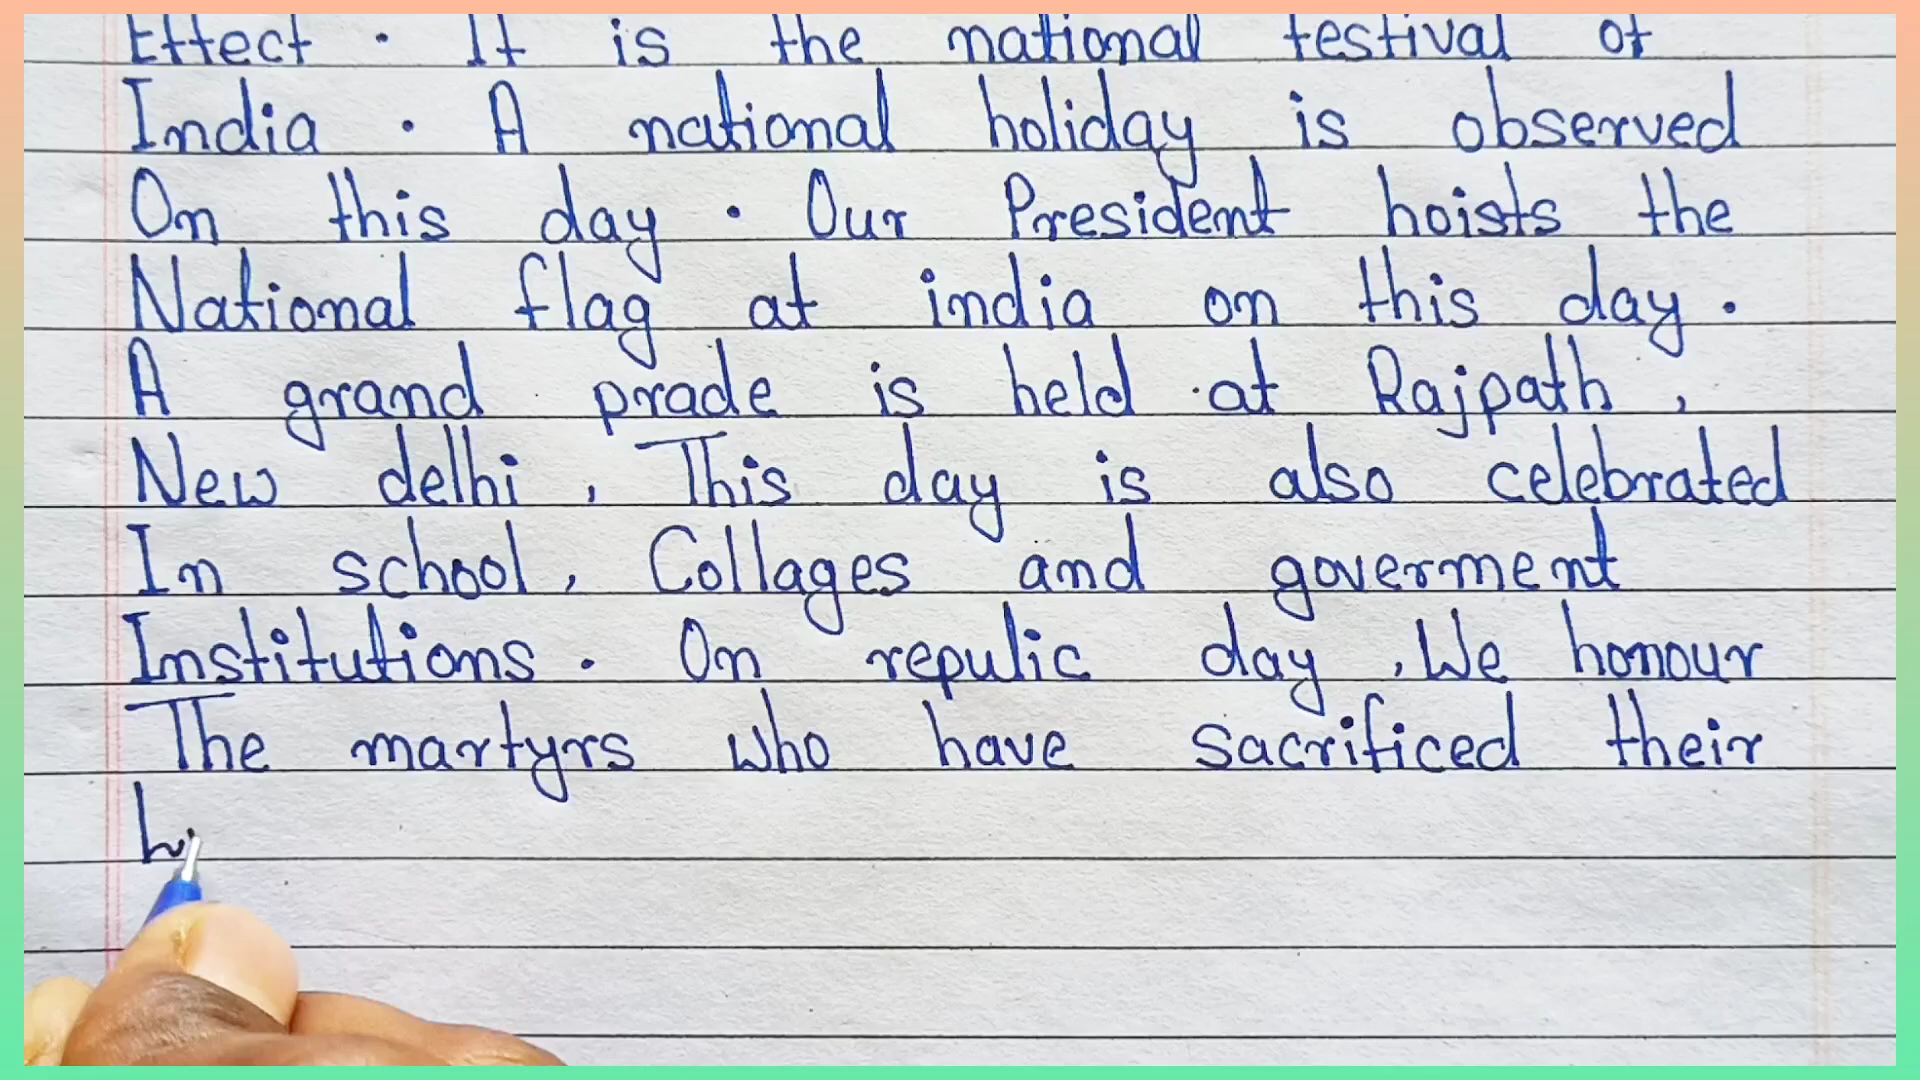 Effect. It is the national festival of
India. A national holiday is observed
On this day. Our President hoists the
National flag at india on this day.
A grand prade is held at Rajpath,
New delhi, This day is also celebrated
In school, Collages and goverment
Institutions. On repulic day, We honour
The martyrs who have sacrificed their